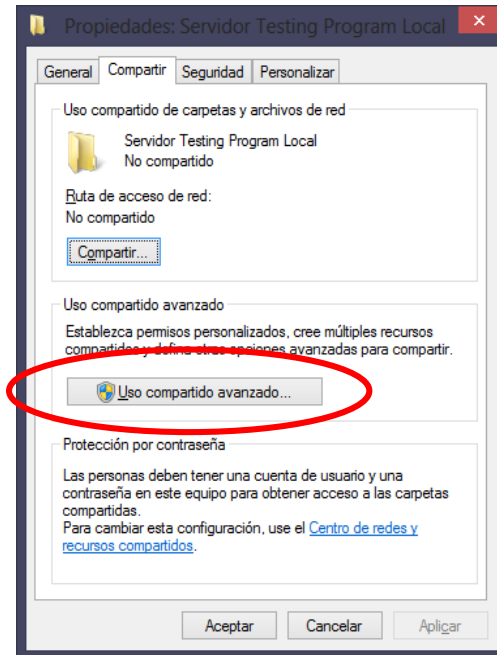 Propiedades: Servidor Testing Program Local
General Compartir Seguridad Personalizar
Uso compartido de carpetas y archivos de red
Servidor Testing Program Local
No compartido
Ruta de acceso de red:
No compartido
Compartir...
Uso compartido avanzado
Establezca permisos personalizados, cree múltiples recursos
compartidos y defina otras opciones avanzadas para compartir.
Uso compartido avanzado...
Protección por contraseña
Las personas deben tener una cuenta de usuario y una
contraseña en este equipo para obtener acceso a las carpetas
compartidas.
Para cambiar esta configuración, use el Centro de redes y
recursos compartidos.
Aceptar Cancelar Aplicar